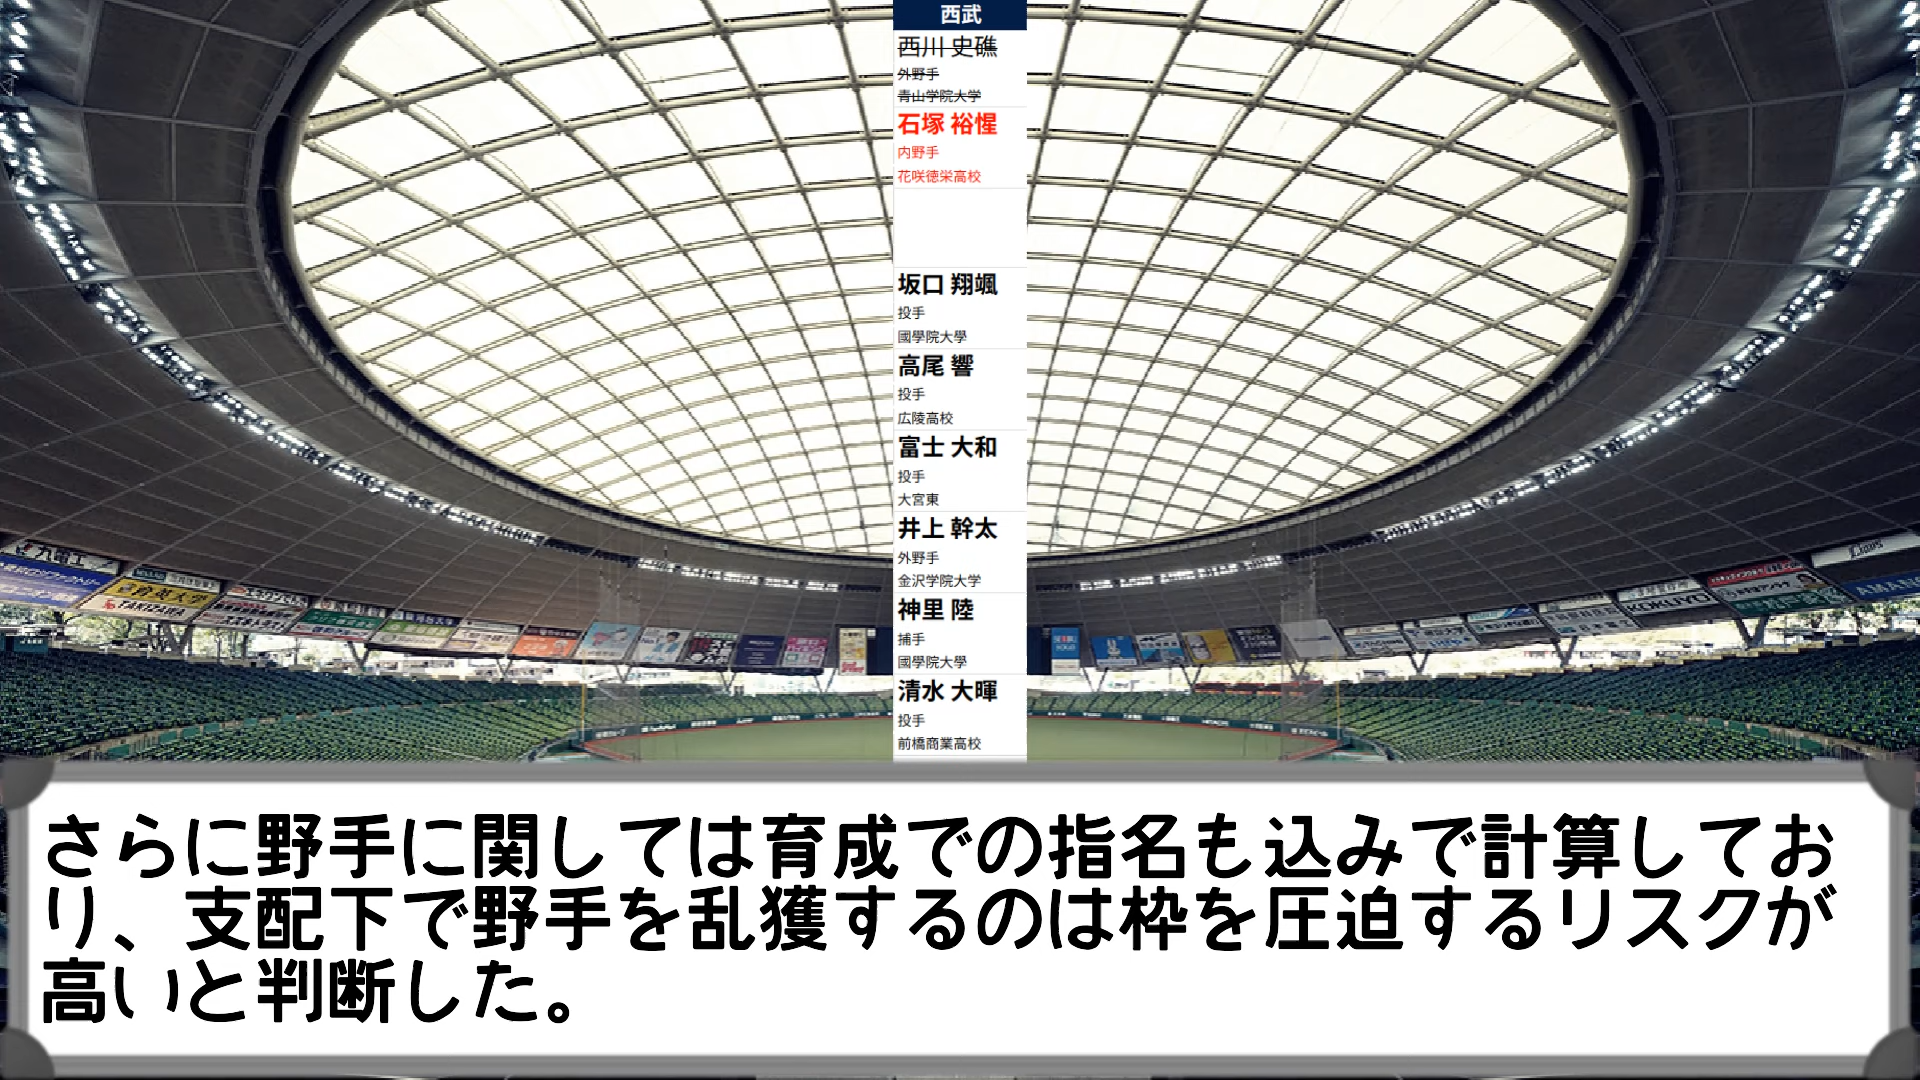 西武
西川 史礁
外野手
青山学院大学
石塚 裕惺
内野手
花咲徳栄高校
坂口 翔颯
投手
國學院大學
高尾 響
投手
広陵高校
富士 大和
投手
大宮東
井上 幹太
外野手
金沢学院大学
神里 陸
捕手
國學院大學
清水 大暉
投手
前橋商業高校
KOKUYO
さらに野手に関しては育成での指名も込みで計算してお
り、支配下で野手を乱獲するのは枠を圧迫するリスクが
高いと判断した。